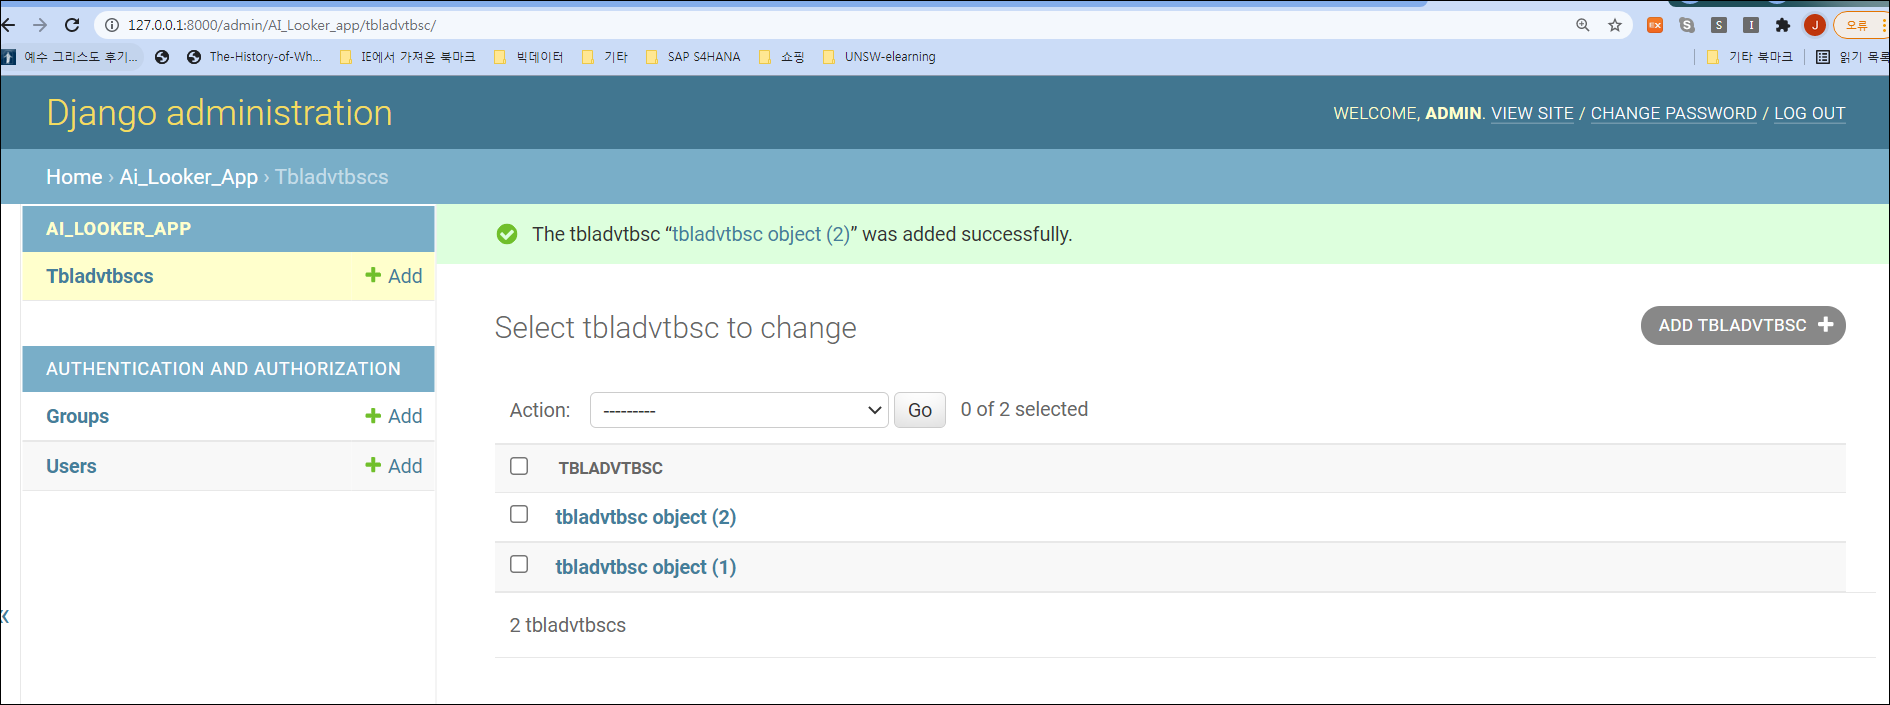 127.0.0.1:8000/admin/AI_Looker_app/tbladvtbsc/
EX S S I J 오류
예수 그리스도 후기... The-History-of-Wh... IE에서 가져온 북마크 빅데이터 기타 SAP S4HANA 쇼핑 UNSW-elearning 기타 북마크 읽기 목록
Django administration
WELCOME, ADMIN. VIEW SITE / CHANGE PASSWORD / LOG OUT
Home › Ai_Looker_App › Tbladvtbscs
AI_LOOKER_APP
Tbladvtbscs + Add
AUTHENTICATION AND AUTHORIZATION
Groups + Add
Users + Add
«
The tbladvtbsc “tbladvtbsc object (2)” was added successfully.
Select tbladvtbsc to change
ADD TBLADVTBSC +
Action: --------- Go 0 of 2 selected
TBLADVTBSC
tbladvtbsc object (2)
tbladvtbsc object (1)
2 tbladvtbscs